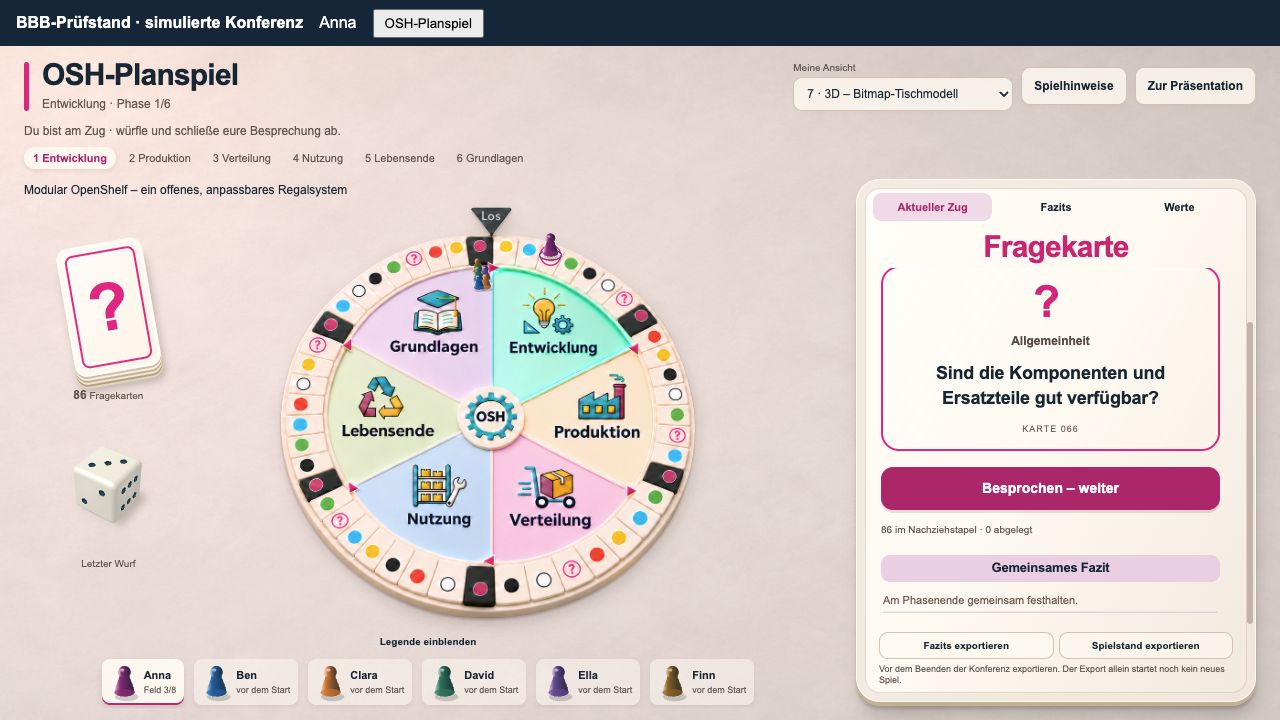 BBB-Prüfstand · simulierte Konferenz Anna OSH-Planspiel
OSH-Planspiel
Entwicklung · Phase 1/6
Meine Ansicht
7 · 3D – Bitmap-Tischmodell
Spielhinweise
Zur Präsentation
Du bist am Zug · würfle und schließe eure Besprechung ab.
1 Entwicklung 2 Produktion 3 Verteilung 4 Nutzung 5 Lebensende 6 Grundlagen
Modular OpenShelf – ein offenes, anpassbares Regalsystem
?
86 Fragekarten
Letzter Wurf
Los
Grundlagen
Entwicklung
Lebensende
OSH
Produktion
Nutzung
Verteilung
?
?
?
?
?
?
Legende einblenden
Anna
Feld 3/8
Ben
vor dem Start
Clara
vor dem Start
David
vor dem Start
Ella
vor dem Start
Finn
vor dem Start
Aktueller Zug Fazits Werte
Fragekarte
?
Allgemeinheit
Sind die Komponenten und
Ersatzteile gut verfügbar?
KARTE 066
Besprochen – weiter
86 im Nachziehstapel · 0 abgelegt
Gemeinsames Fazit
Am Phasenende gemeinsam festhalten.
Fazits exportieren
Spielstand exportieren
Vor dem Beenden der Konferenz exportieren. Der Export allein startet noch kein neues
Spiel.